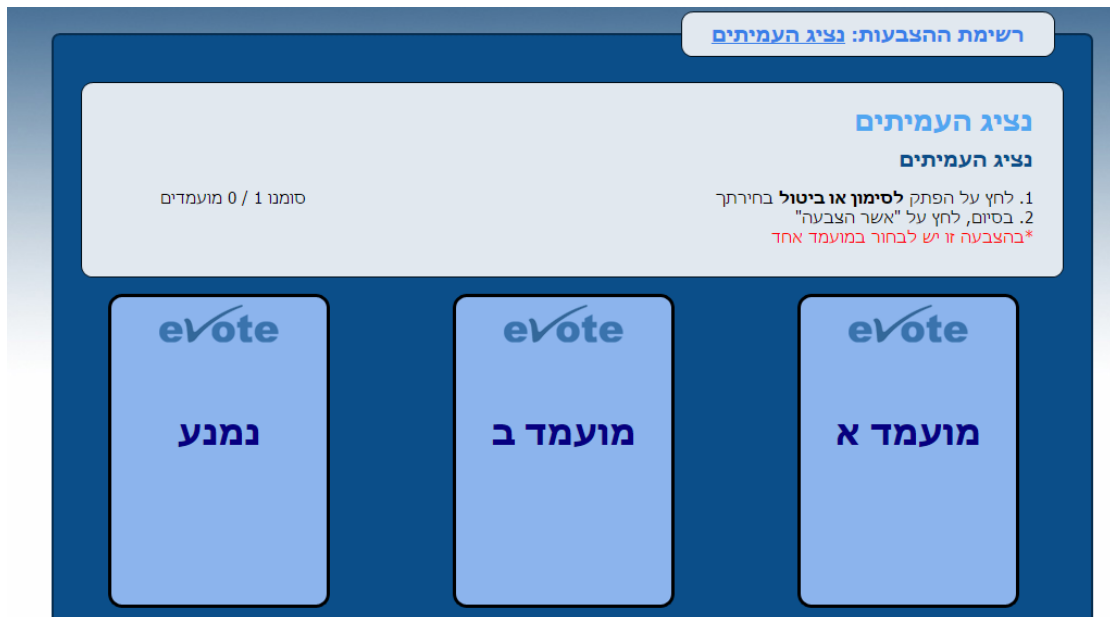 רשימת ההצבעות: נציג העמיתים
נציג העמיתים
נציג העמיתים
1. לחץ על הפתק לסימון או ביטול בחירתך
2. בסיום, לחץ על "אשר הצבעה"
*בהצבעה זו יש לבחור במועמד אחד
סומנו 1 / 0 מועמדים
evote
מועמד א
evote
מועמד ב
evote
נמנע